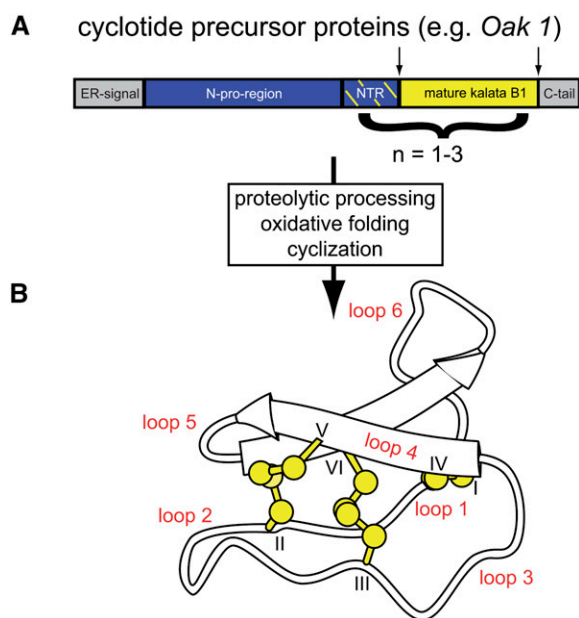 A
cyclotide precursor proteins (e.g. Oak 1)
ER-signal N-pro-region NTR mature kalata B1 C-tail
n = 1-3
proteolytic processing
oxidative folding
cyclization
B
loop 6
loop 5
V
loop 4
VI
IV
I
loop 2
loop 1
II
III
loop 3